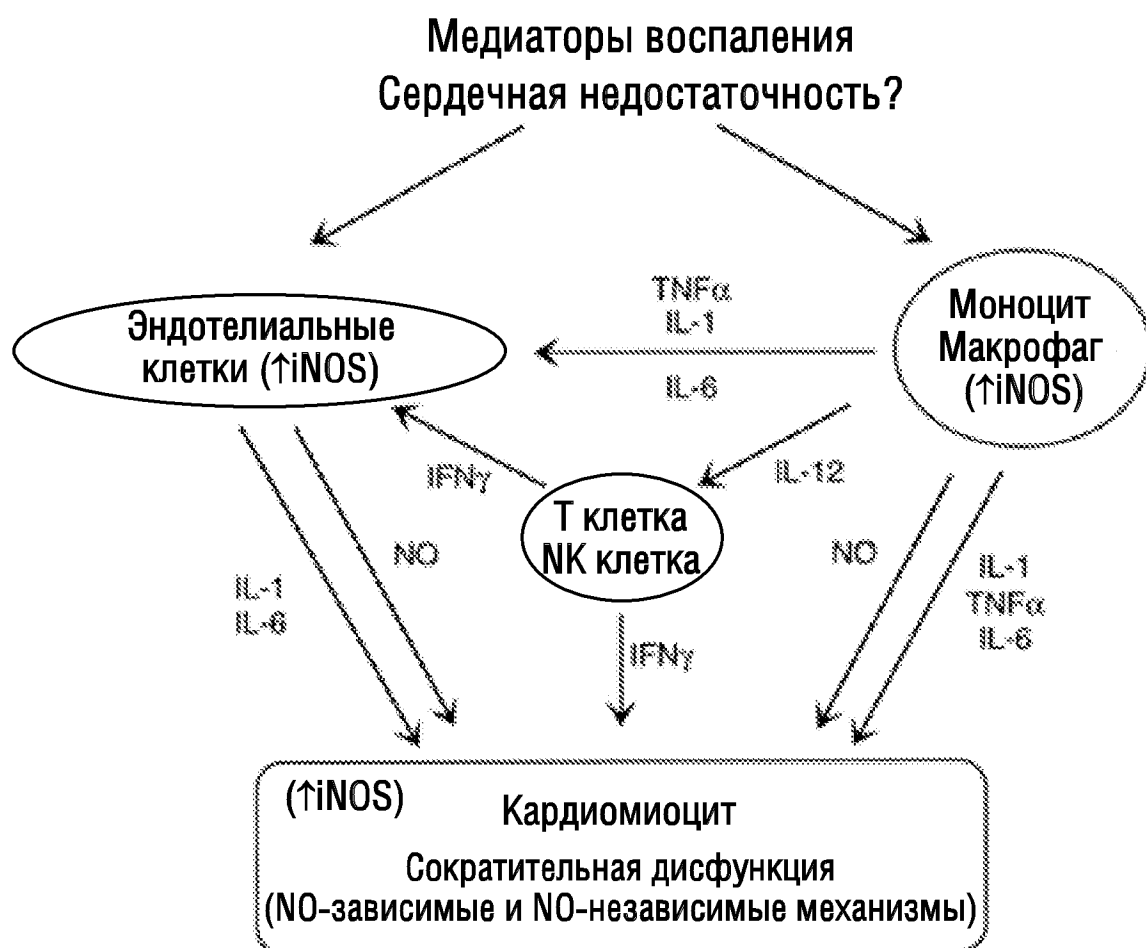 Медиаторы воспаления
Сердечная недостаточность?
TNFα
IL-1
IL-6
Эндотелиальные
клетки (↑iNOS)
Моноцит
Макрофаг
(↑iNOS)
IFNγ
IL-12
Т клетка
NK клетка
NO
IL-1
IL-6
NO
IL-1
TNFα
IL-6
IFNγ
(↑iNOS)
Кардиомиоцит
Сократительная дисфункция
(NO-зависимые и NO-независимые механизмы)